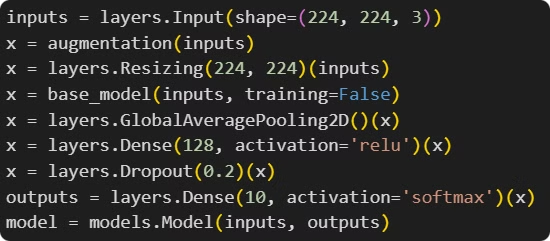 inputs = layers.Input(shape=(224, 224, 3))
x = augmentation(inputs)
x = layers.Resizing(224, 224)(inputs)
x = base_model(inputs, training=False)
x = layers.GlobalAveragePooling2D()(x)
x = layers.Dense(128, activation='relu')(x)
x = layers.Dropout(0.2)(x)
outputs = layers.Dense(10, activation='softmax')(x)
model = models.Model(inputs, outputs)